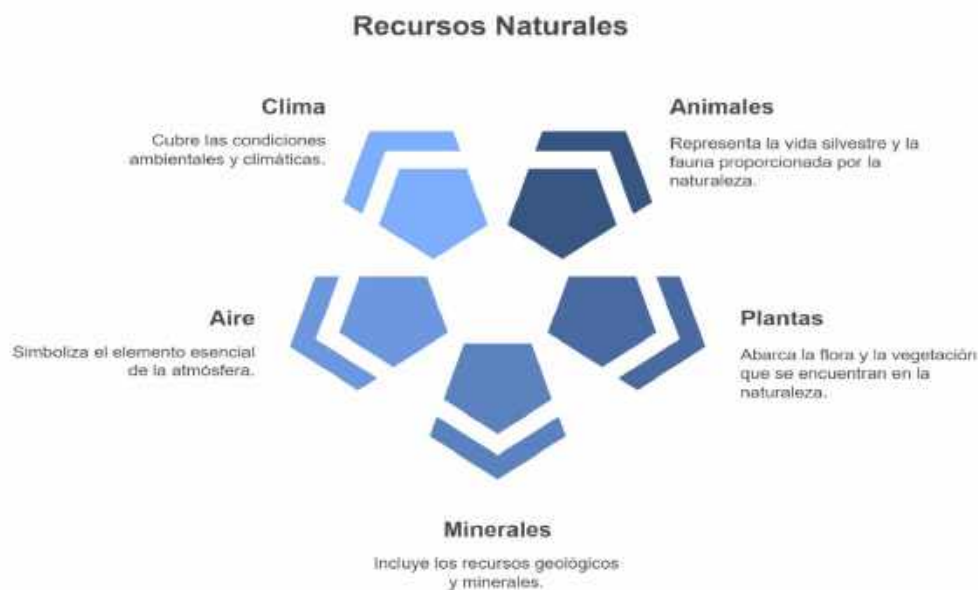 Recursos Naturales
Clima
Cubre las condiciones
ambientales y climáticas.
Animales
Representa la vida silvestre y la
fauna proporcionada por la
naturaleza.
Aire
Simboliza el elemento esencial
de la atmósfera.
Plantas
Abarca la flora y la vegetación
que se encuentran en la
naturaleza.
Minerales
Incluye los recursos geológicos
y minerales.